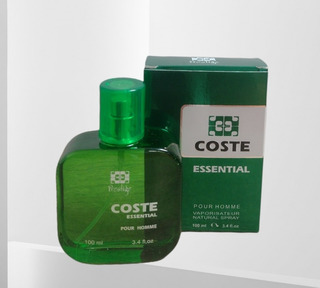 COSTE
ESSENTIAL
POUR HOMME
100 ml 3.4 fl.oz
COSTE
ESSENTIAL
POUR HOMME
VAPORISATEUR
NATURAL SPRAY
100 ml 3.4 fl.oz